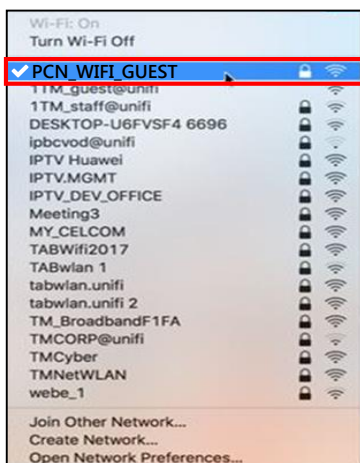 Wi-Fi: On
Turn Wi-Fi Off
PCN_WIFI_GUEST
1TM_guest@unifi
1TM_staff@unifi
DESKTOP-U6FVSF4 6696
ipbcvod@unifi
IPTV Huawei
IPTV.MGMT
IPTV_DEV_OFFICE
Meeting3
MY_CELCOM
TABWifi2017
TABwlan 1
tabwlan.unifi
tabwlan.unifi 2
TM_BroadbandF1FA
TMCORP@unifi
TMCyber
TMNetWLAN
webe_1
Join Other Network...
Create Network...
Open Network Preferences...